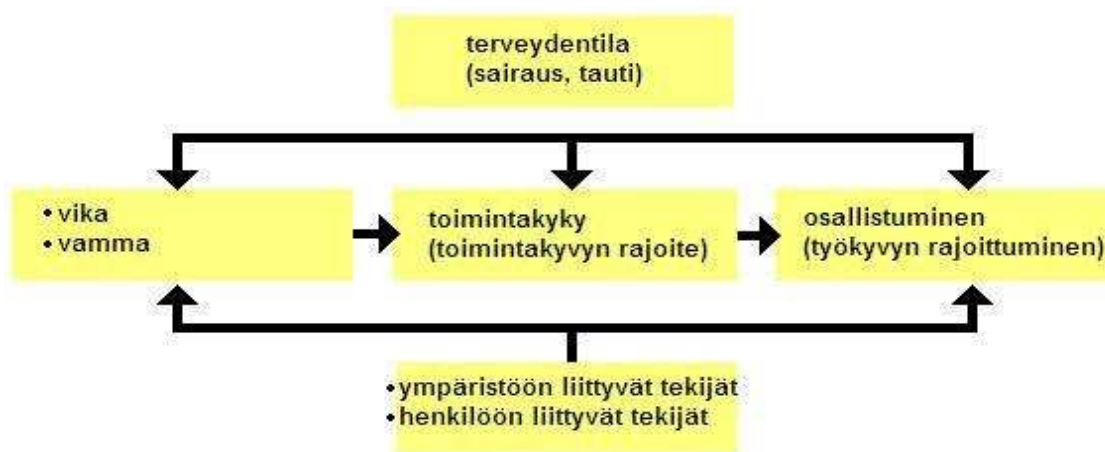 terveydentila
(sairaus, tauti)
• vika
• vamma
toimintakyky
(toimintakyvyn rajoite)
osallistuminen
(työkyvyn rajoittuminen)
• ympäristöön liittyvät tekijät
• henkilöön liittyvät tekijät